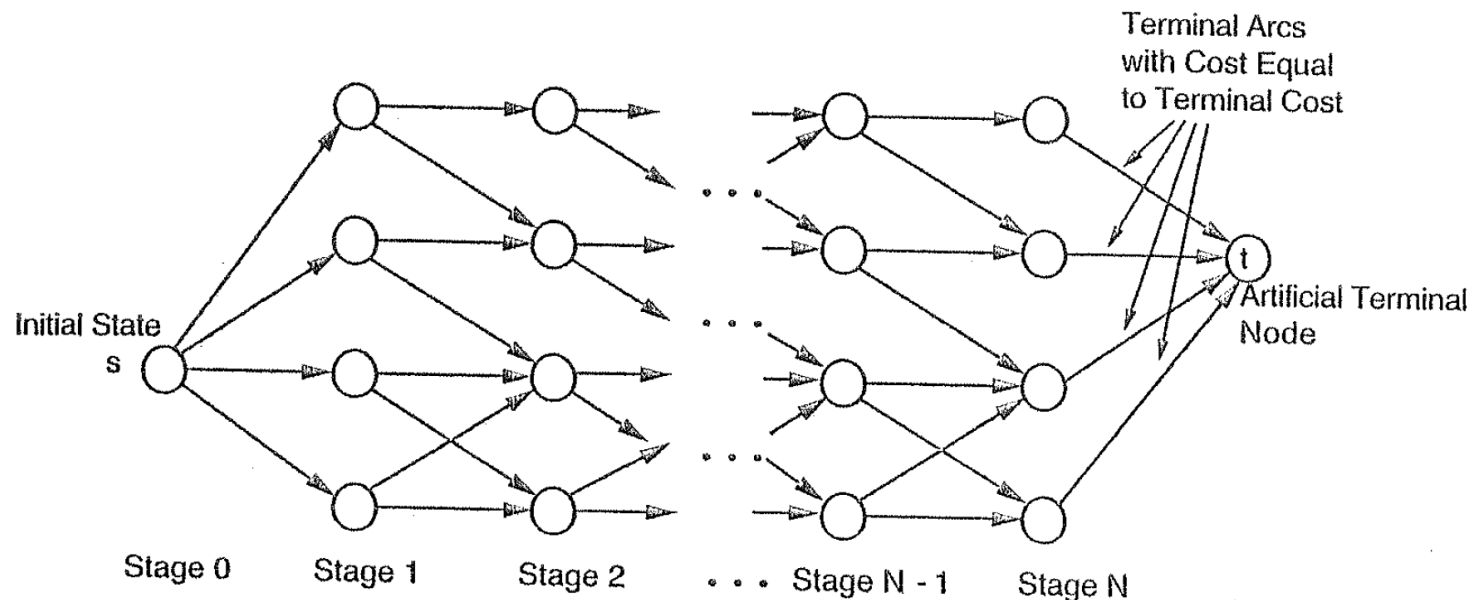 Terminal Arcs
with Cost Equal
to Terminal Cost
Initial State
s
t
Artificial Terminal
Node
Stage 0 Stage 1 Stage 2 . . . Stage N - 1 Stage N